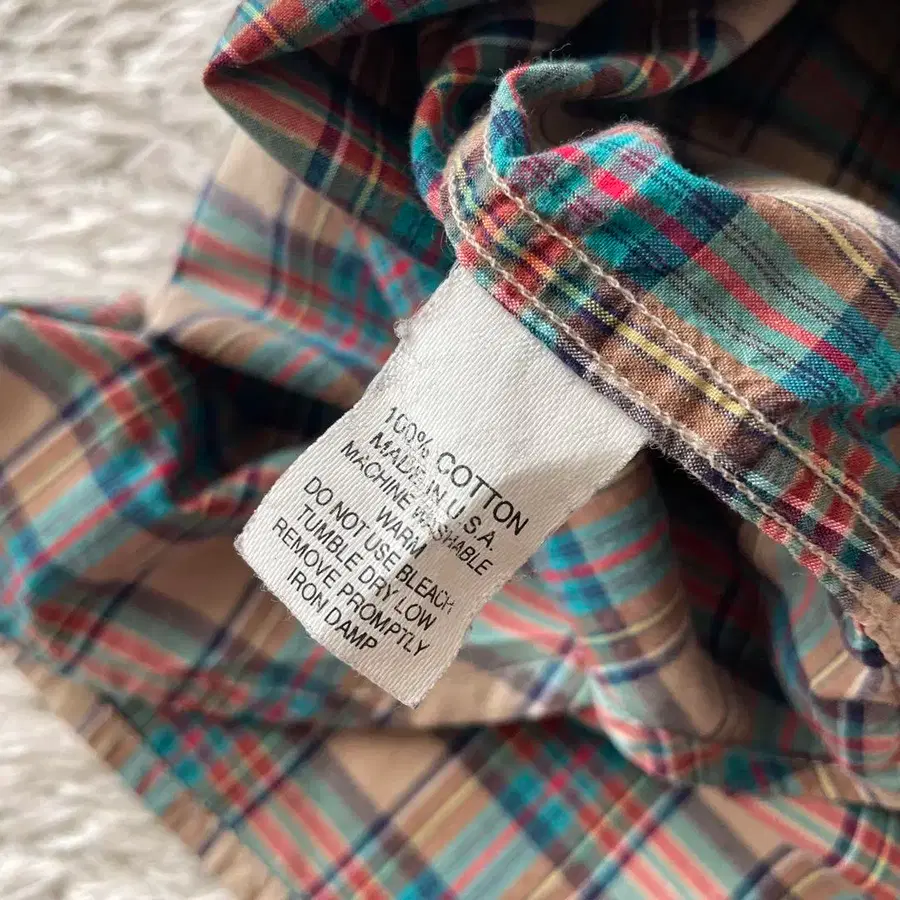 100% COTTON
MADE IN U.S.A.
MACHINE WASHABLE
WARM
DO NOT USE BLEACH
TUMBLE DRY LOW
REMOVE PROMPTLY
IRON DAMP